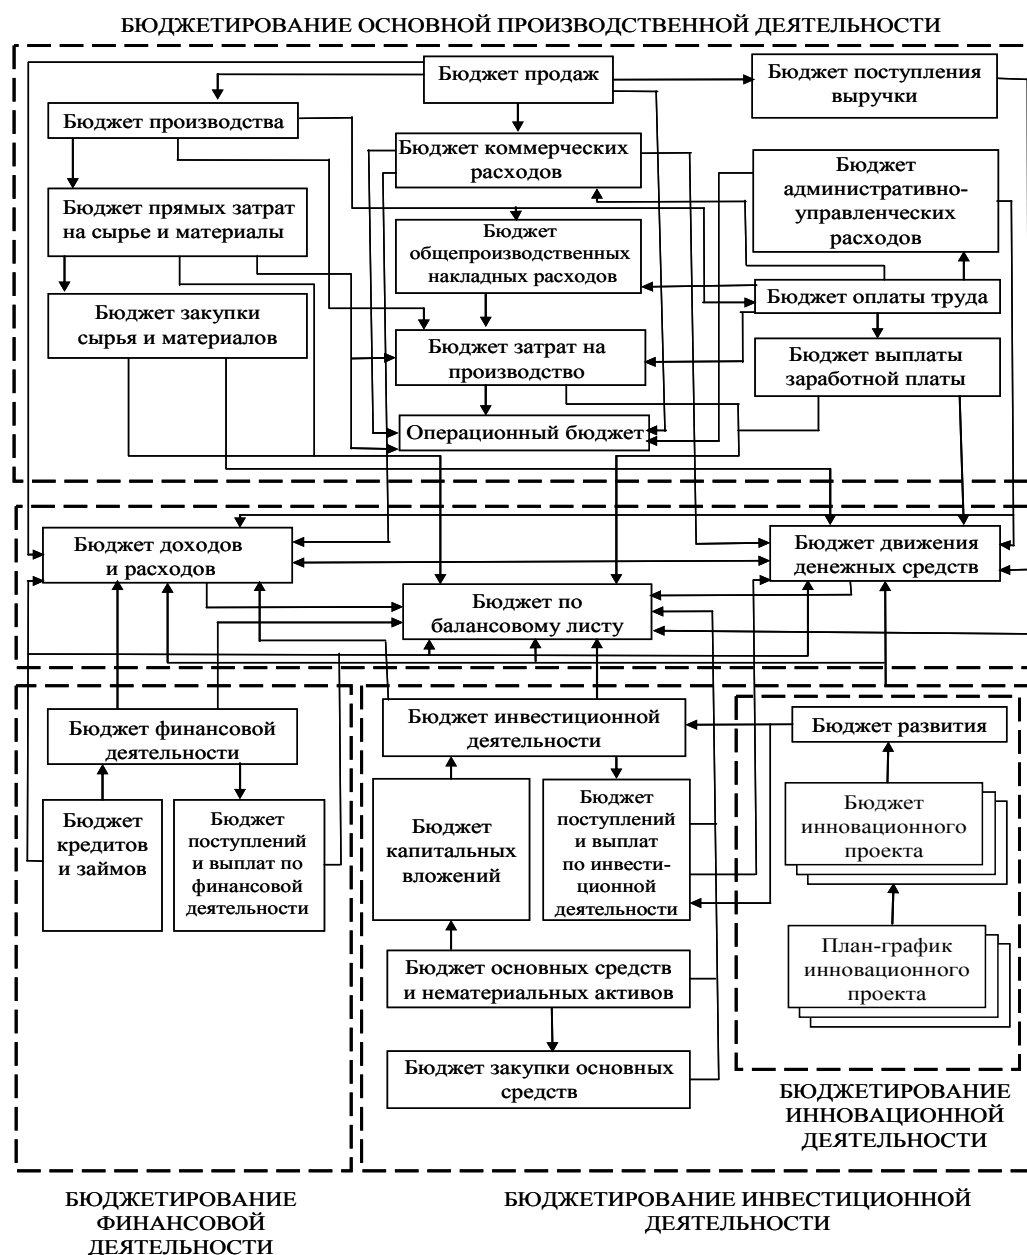 БЮДЖЕТИРОВАНИЕ ОСНОВНОЙ ПРОИЗВОДСТВЕННОЙ ДЕЯТЕЛЬНОСТИ
Бюджет продаж
Бюджет поступления
выручки
Бюджет производства
Бюджет коммерческих
расходов
Бюджет
административно-
управленческих
расходов
Бюджет прямых затрат
на сырье и материалы
Бюджет
общепроизводственных
накладных расходов
Бюджет оплаты труда
Бюджет закупки
сырья и материалов
Бюджет затрат на
производство
Бюджет выплаты
заработной платы
Операционный бюджет
Бюджет доходов
и расходов
Бюджет движения
денежных средств
Бюджет по
балансовому листу
Бюджет финансовой
деятельности
Бюджет
кредитов
и займов
Бюджет
поступлений
и выплат по
финансовой
деятельности
Бюджет инвестиционной
деятельности
Бюджет
капитальных
вложений
Бюджет
поступлений
и выплат
по инвести-
ционной
деятельности
Бюджет основных средств
и нематериальных активов
Бюджет закупки основных
средств
Бюджет развития
Бюджет
инновационного
проекта
План-график
инновационного
проекта
БЮДЖЕТИРОВАНИЕ
ИННОВАЦИОННОЙ
ДЕЯТЕЛЬНОСТИ
БЮДЖЕТИРОВАНИЕ
ФИНАНСОВОЙ
ДЕЯТЕЛЬНОСТИ
БЮДЖЕТИРОВАНИЕ ИНВЕСТИЦИОННОЙ
ДЕЯТЕЛЬНОСТИ